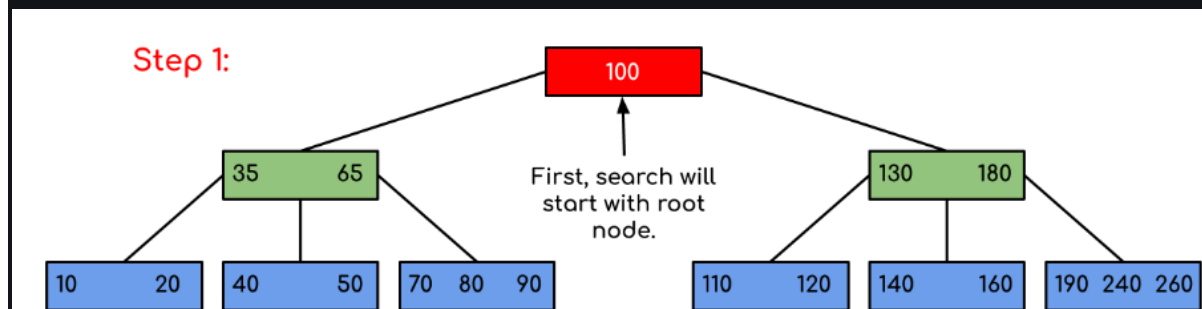 Step 1:
100
35 65
130 180
First, search will
start with root
node.
10 20
40 50
70 80 90
110 120
140 160
190 240 260